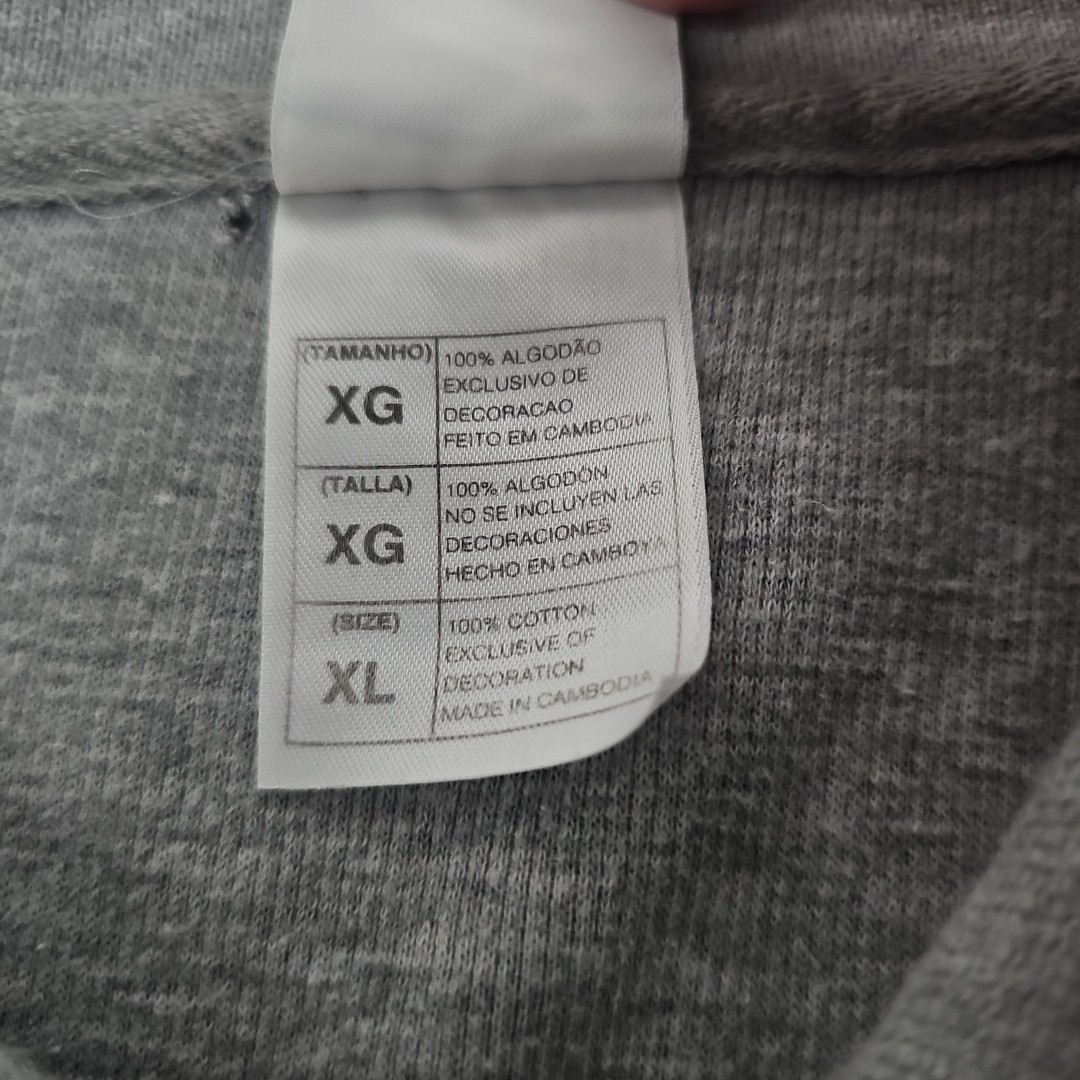 (TAMANHO)
XG
100% ALGODÃO
EXCLUSIVO DE
DECORACAO
FEITO EM CAMBODIA
(TALLA)
XG
100% ALGODÓN
NO SE INCLUYEN LAS
DECORACIONES
HECHO EN CAMBOYA
(SIZE)
XL
100% COTTON
EXCLUSIVE OF
DECORATION
MADE IN CAMBODIA